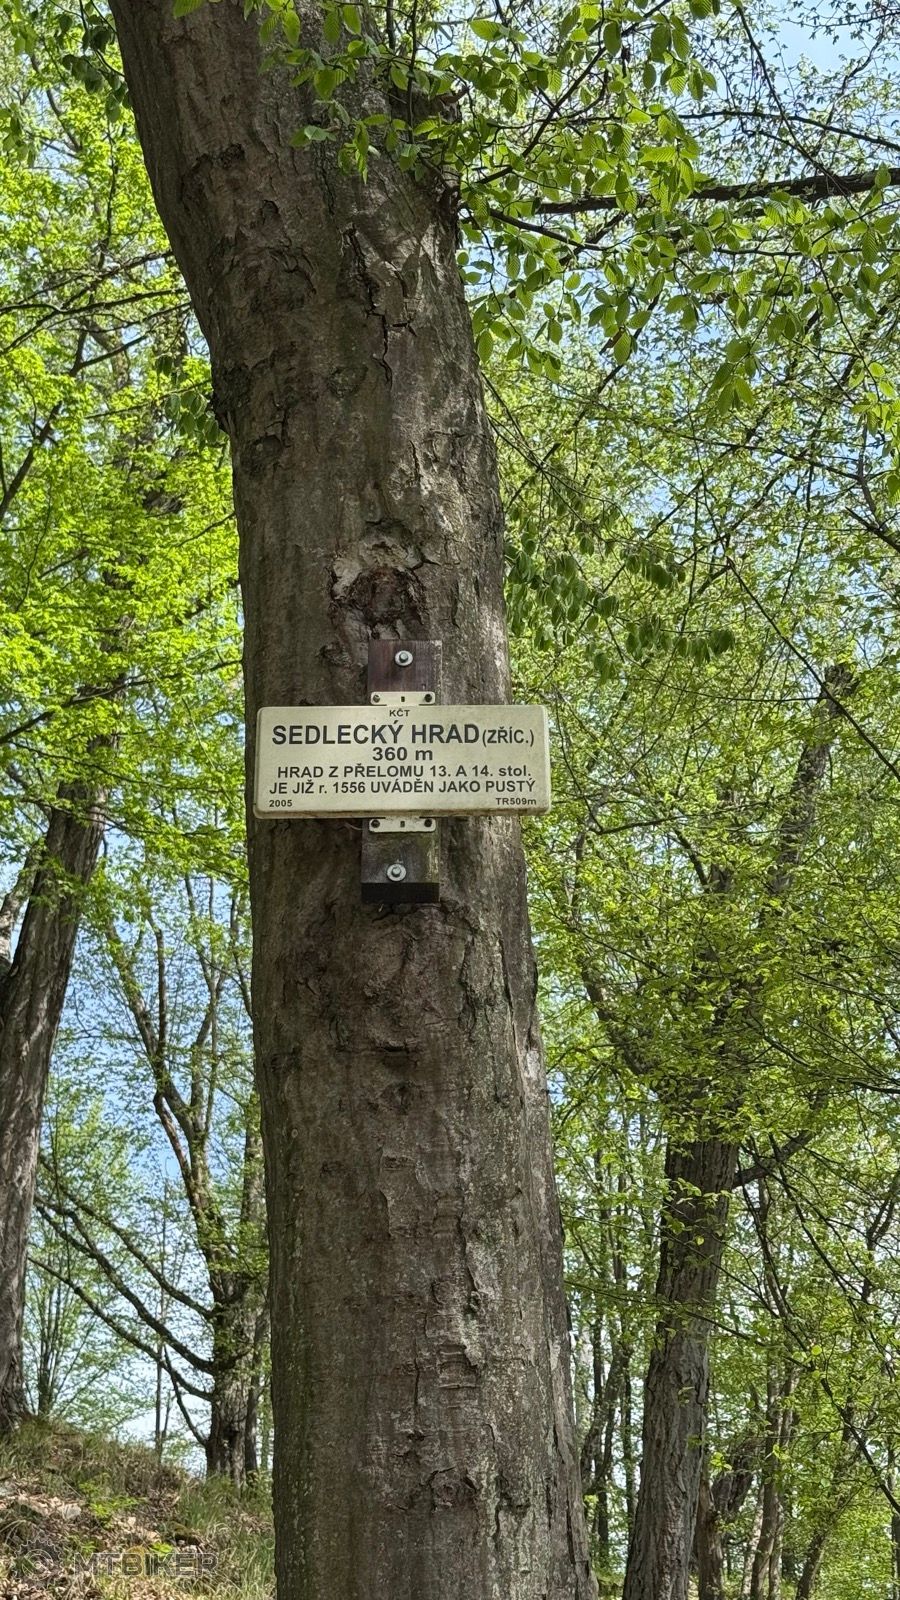 KČT
SEDLECKÝ HRAD (ZŘÍC.)
360 m
HRAD Z PŘELOMU 13. A 14. stol.
JE JIŽ r. 1556 UVÁDĚN JAKO PUSTÝ
2005 TR509m
MTBIKER